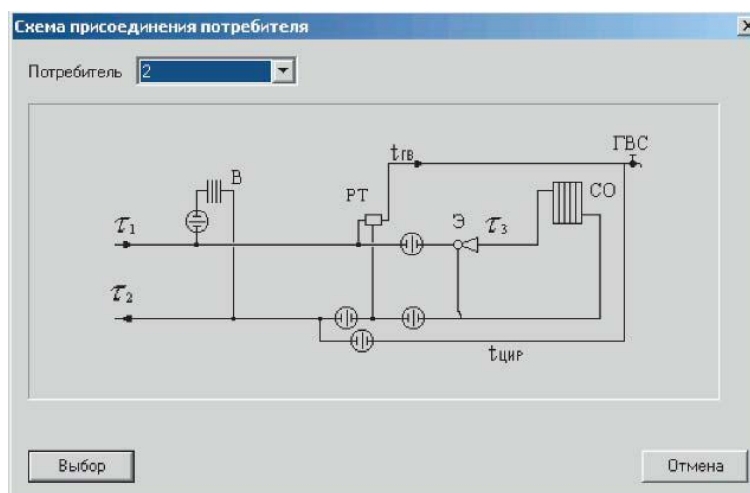 Схема присоединения потребителя
Потребитель 2
tгв
ГВС
В
РТ
СО
Э
τ1
τ3
τ2
tцир
Выбор
Отмена